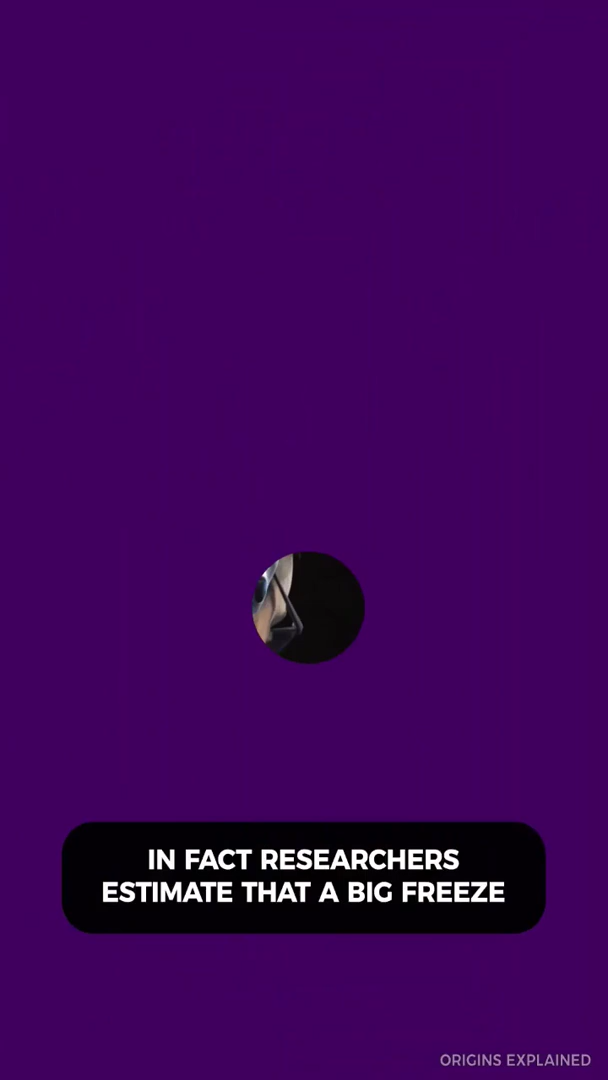 IN FACT RESEARCHERS
ESTIMATE THAT A BIG FREEZE
ORIGINS EXPLAINED